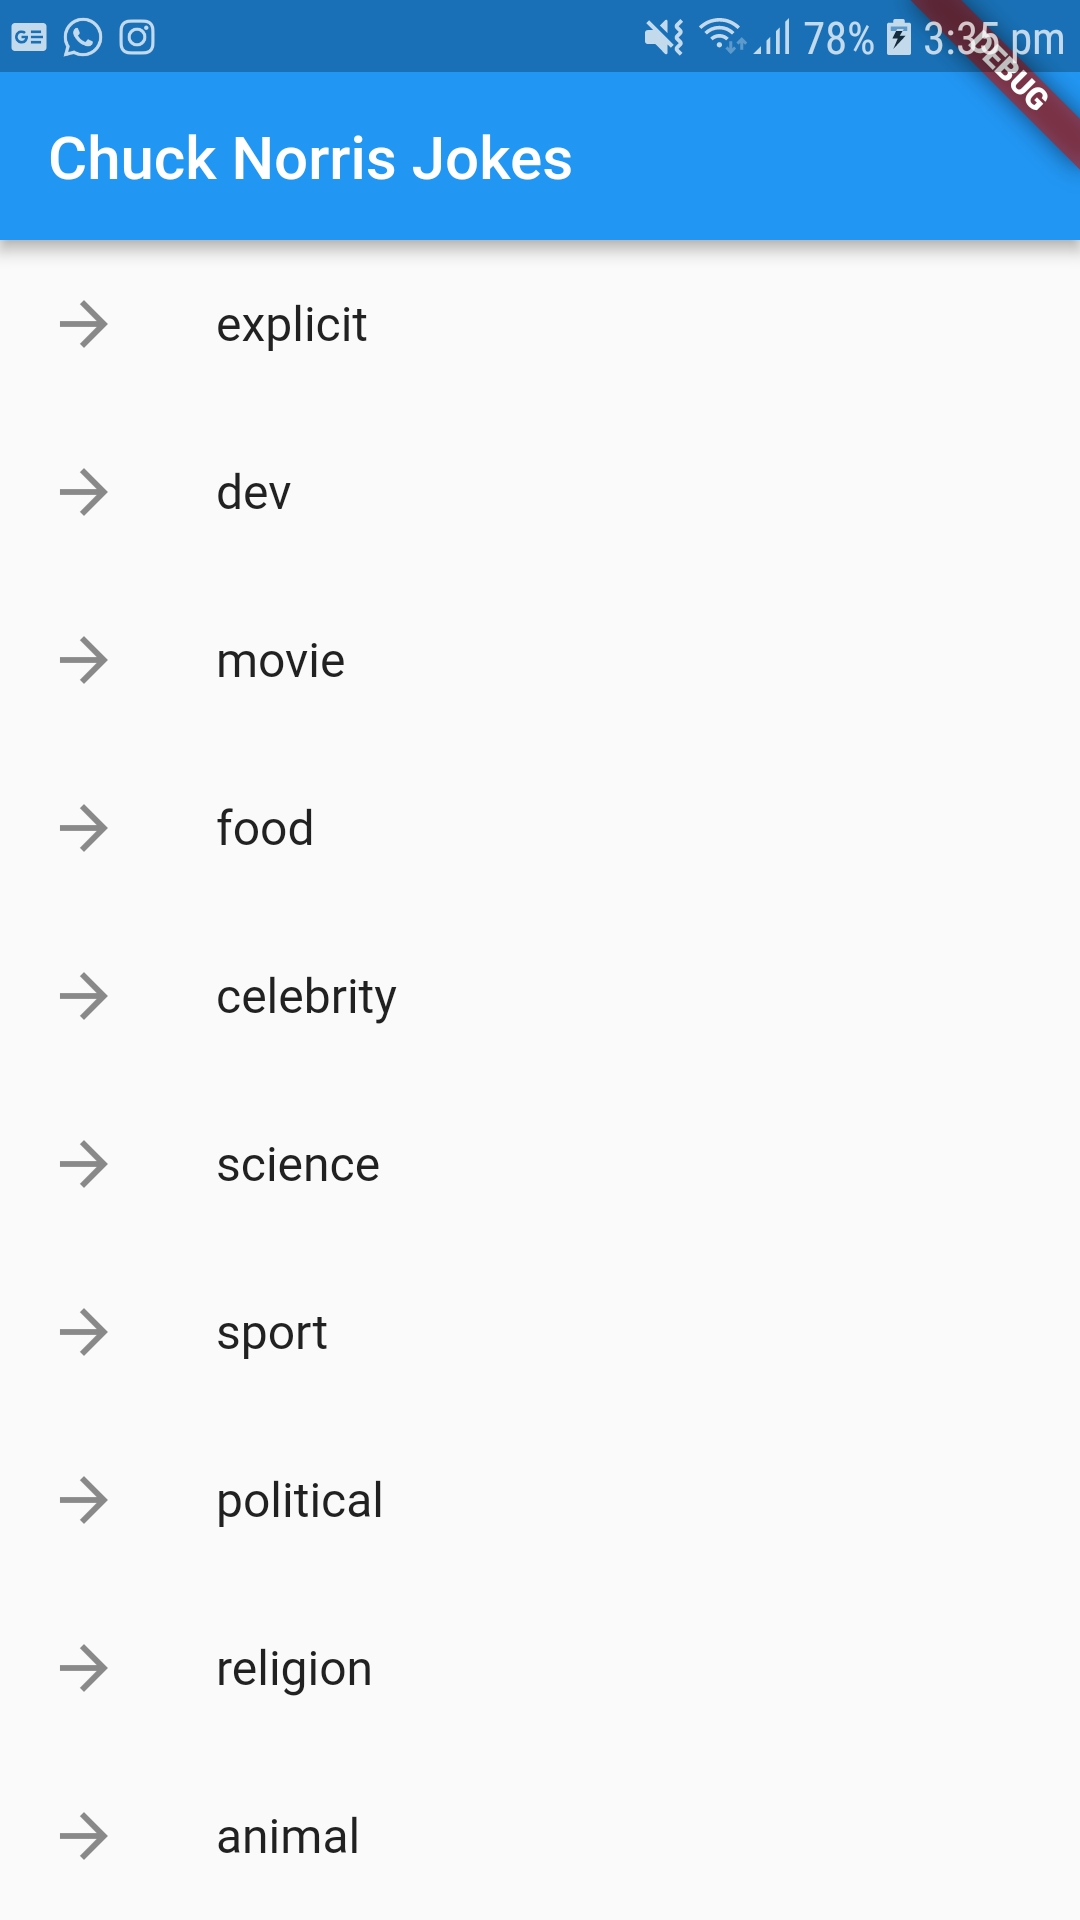 78% 3:35 pm
DEBUG
Chuck Norris Jokes
explicit
dev
movie
food
celebrity
science
sport
political
religion
animal